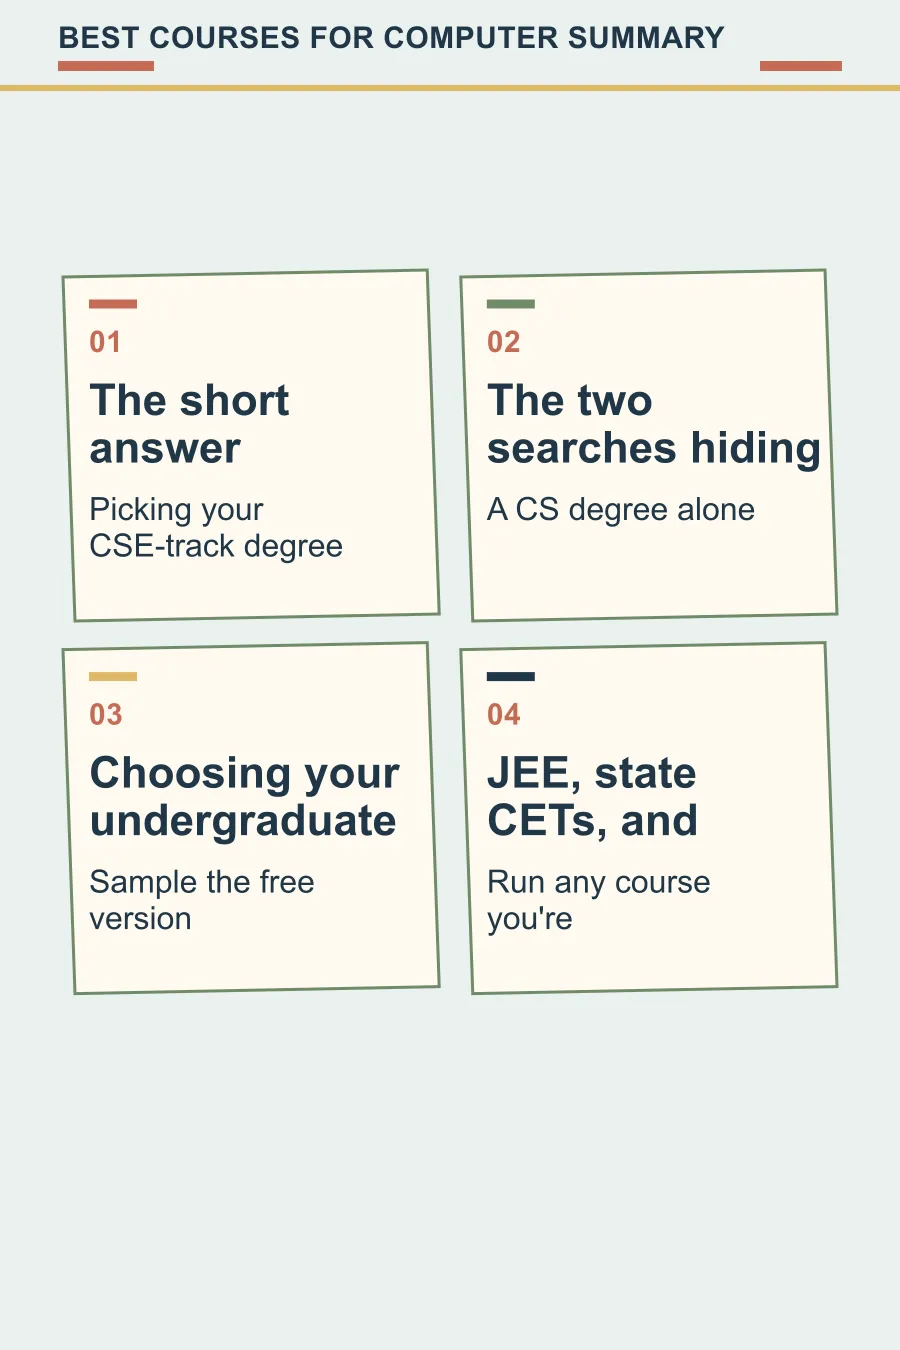 BEST COURSES FOR COMPUTER SUMMARY
01
The short
answer
Picking your
CSE-track degree
02
The two
searches hiding
A CS degree alone
03
Choosing your
undergraduate
Sample the free
version
04
JEE, state
CETs, and
Run any course
you're